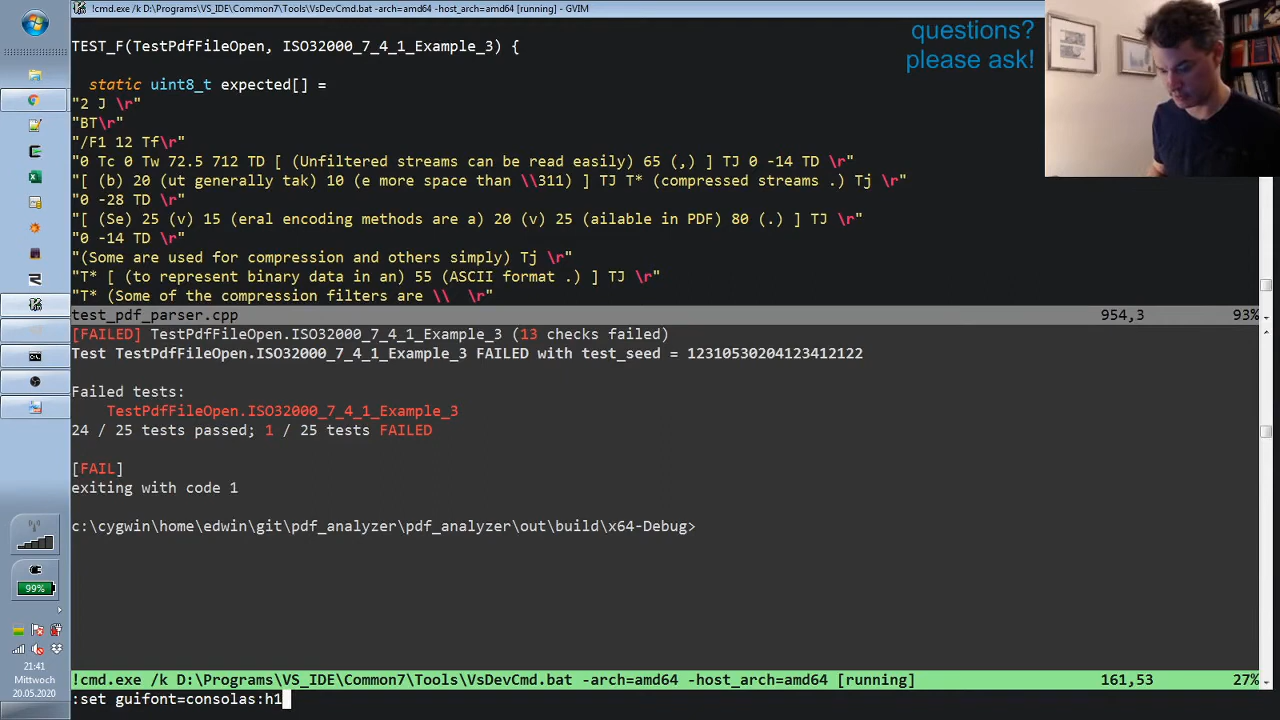 !cmd.exe /k D:\Programs\VS_IDE\Common7\Tools\VsDevCmd.bat -arch=amd64 -host_arch=amd64 [running] - GVIM
questions?
please ask!
TEST_F(TestPdfFileOpen, ISO32000_7_4_1_Example_3) {
static uint8_t expected[] =
"2 J \r"
"BT\r"
"/F1 12 Tf\r"
"0 Tc 0 Tw 72.5 712 TD [ (Unfiltered streams can be read easily) 65 (,) ] TJ 0 -14 TD \r"
"[ (b) 20 (ut generally tak) 10 (e more space than \\311) ] TJ T* (compressed streams .) Tj \r"
"0 -28 TD \r"
"[ (Se) 25 (v) 15 (eral encoding methods are a) 20 (v) 25 (ailable in PDF) 80 (.) ] TJ \r"
"0 -14 TD \r"
"(Some are used for compression and others simply) Tj \r"
"T* [ (to represent binary data in an) 55 (ASCII format .) ] TJ \r"
"T* (Some of the compression filters are \\  \r"
test_pdf_parser.cpp 954,3 93%
[FAILED] TestPdfFileOpen.ISO32000_7_4_1_Example_3 (13 checks failed)
Test TestPdfFileOpen.ISO32000_7_4_1_Example_3 FAILED with test_seed = 12310530204123412122
Failed tests:
TestPdfFileOpen.ISO32000_7_4_1_Example_3
24 / 25 tests passed; 1 / 25 tests FAILED
[FAIL]
exiting with code 1
c:\cygwin\home\edwin\git\pdf_analyzer\pdf_analyzer\out\build\x64-Debug>
99%
21:41
Mittwoch
20.05.2020
!cmd.exe /k D:\Programs\VS_IDE\Common7\Tools\VsDevCmd.bat -arch=amd64 -host_arch=amd64 [running] 161,53 27%
:set guifont=consolas:h1